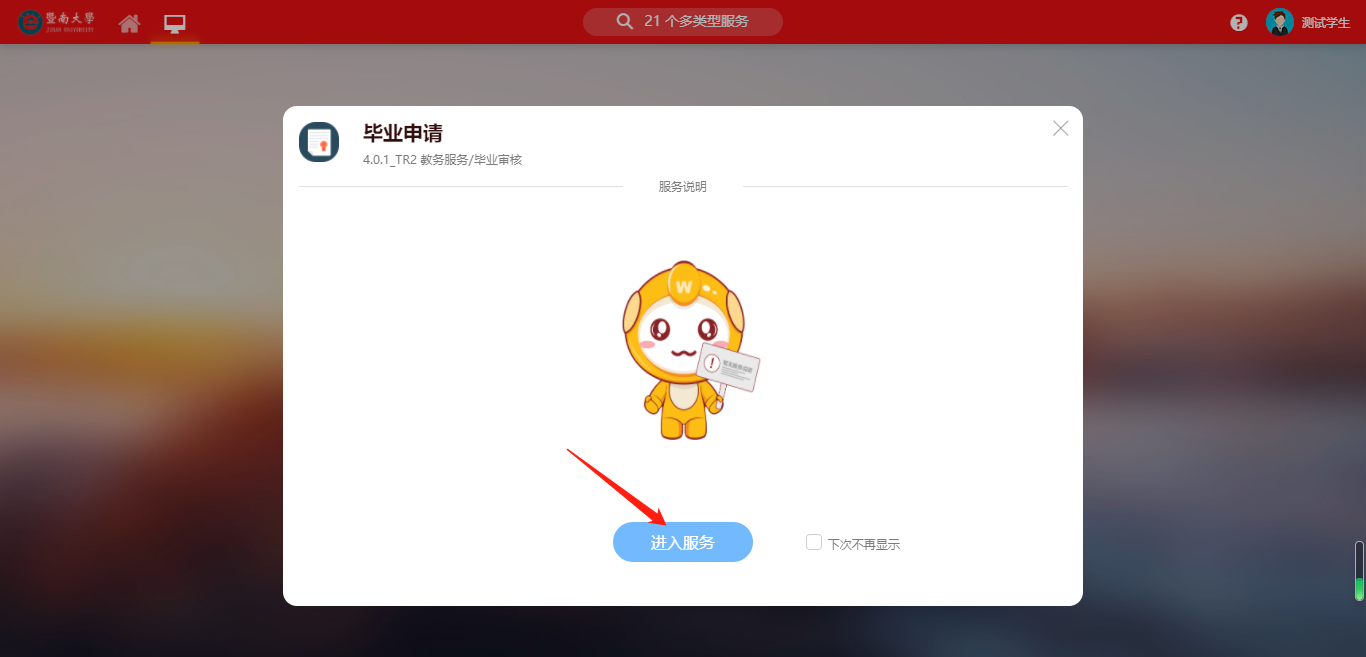 暨南大學
JINAN UNIVERSITY
21 个多类型服务
测试学生
毕业申请
4.0.1_TR2 教务服务/毕业审核
服务说明
W
进入服务
下次不再显示